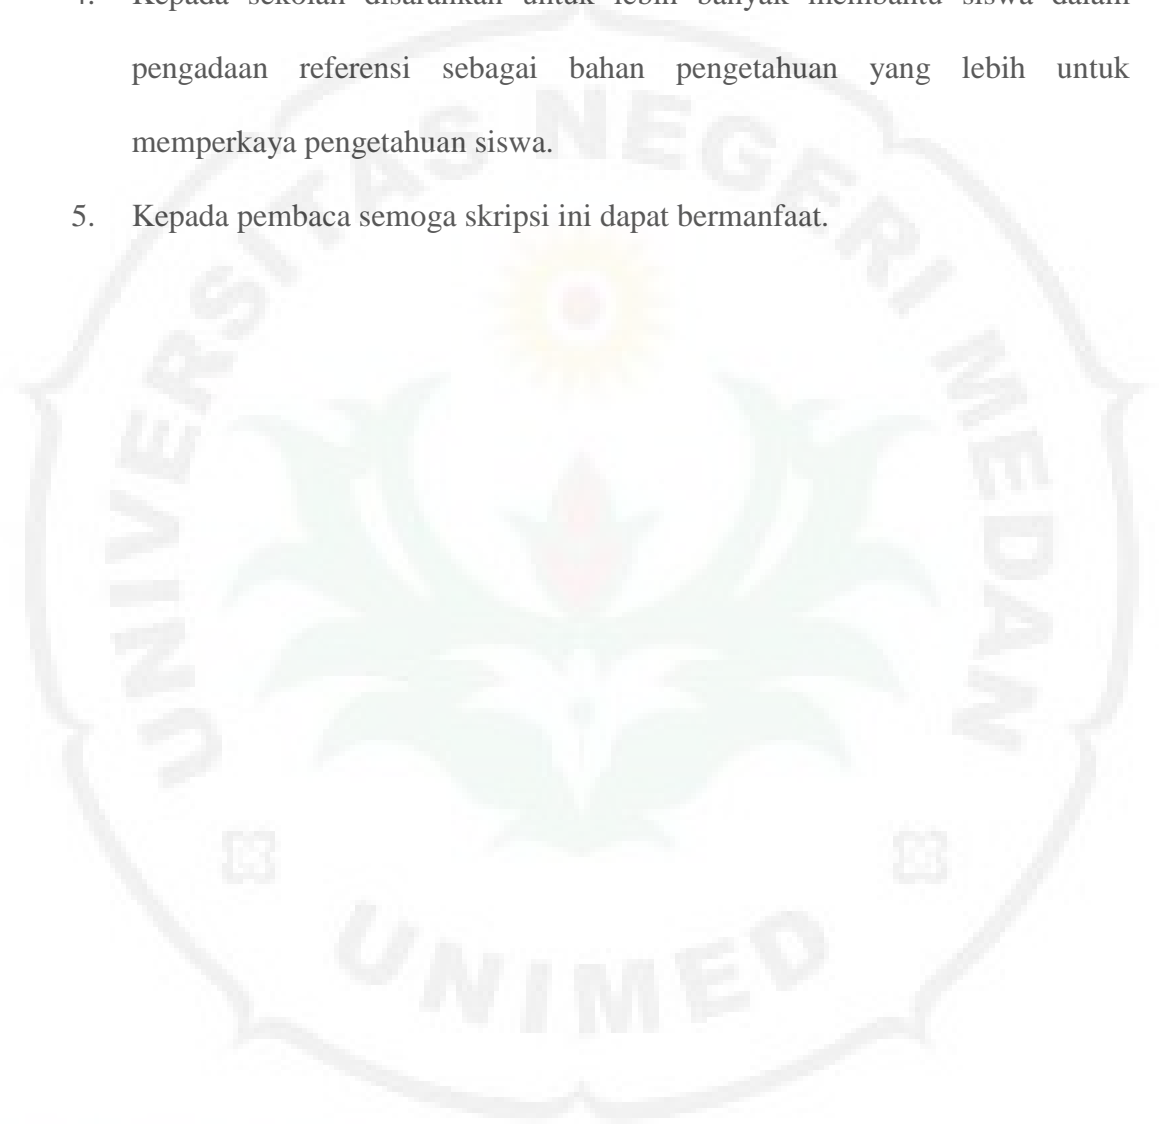 4. Kepada sekolah disarankan untuk lebih banyak membantu siswa dalam
pengadaan referensi sebagai bahan pengetahuan yang lebih untuk
memperkaya pengetahuan siswa.
5. Kepada pembaca semoga skripsi ini dapat bermanfaat.
UNIVERSITAS NEGERI MEDAN
UNIMED